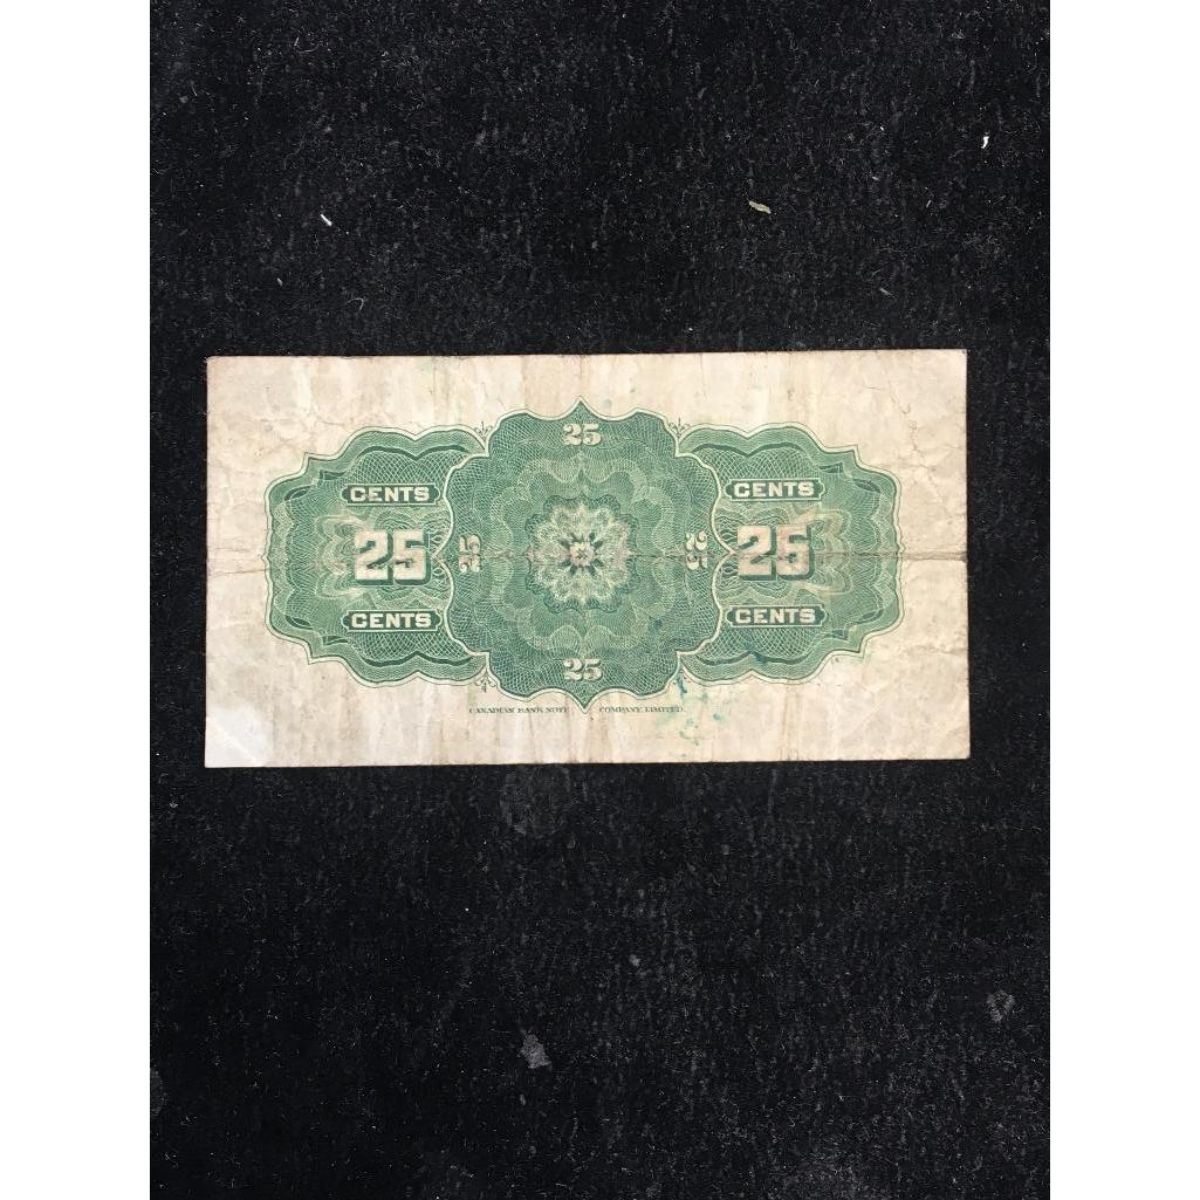 25
CENTS CENTS
25 25 25 25
CENTS CENTS
25
CANADIAN BANK NOTE COMPANY, LIMITED.